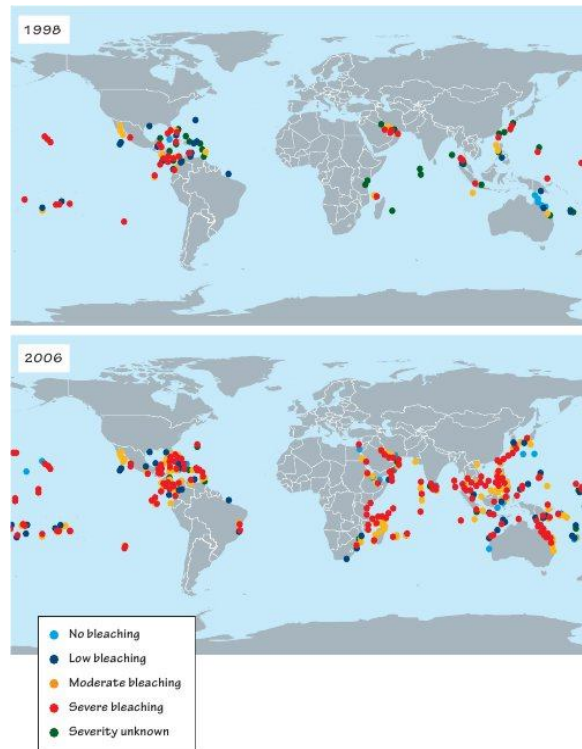 1998
2006
No bleaching
Low bleaching
Moderate bleaching
Severe bleaching
Severity unknown